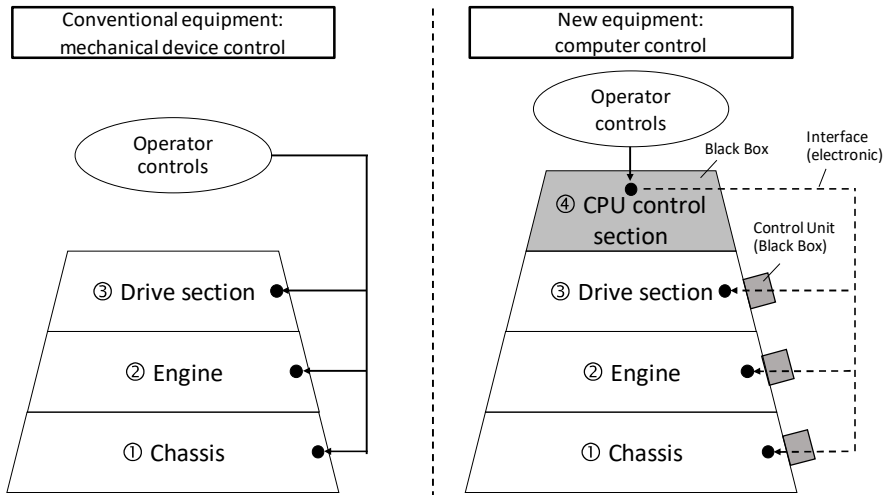 Conventional equipment:
mechanical device control
Operator
controls
③ Drive section
② Engine
① Chassis
New equipment:
computer control
Operator
controls
Black Box
Interface
(electronic)
④ CPU control
section
Control Unit
(Black Box)
③ Drive section
② Engine
① Chassis